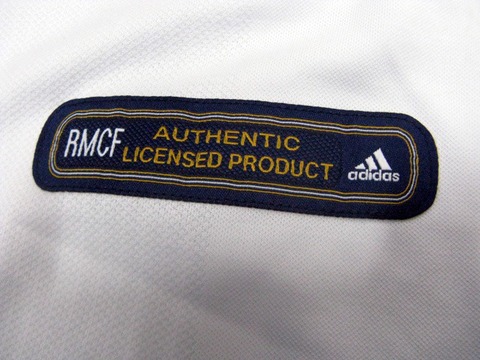 RMCF
AUTHENTIC
LICENSED PRODUCT
adidas